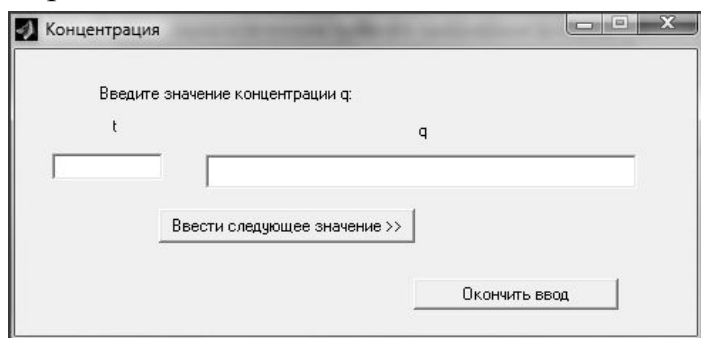 Концентрация
Введите значение концентрации q:
t q
Ввести следующее значение >>
Окончить ввод